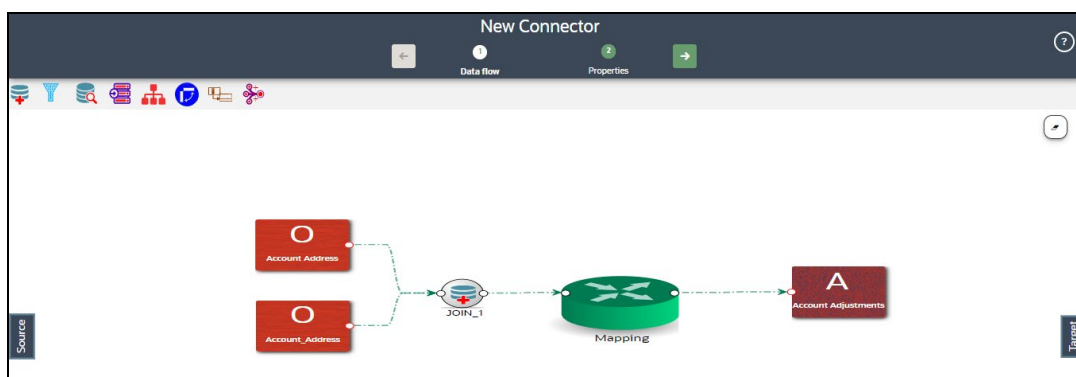 New Connector
?
←
1
2
→
Data flow
Properties
O
Account Address
O
Account_Address
JOIN_1
Mapping
A
Account Adjustments
Source
Target